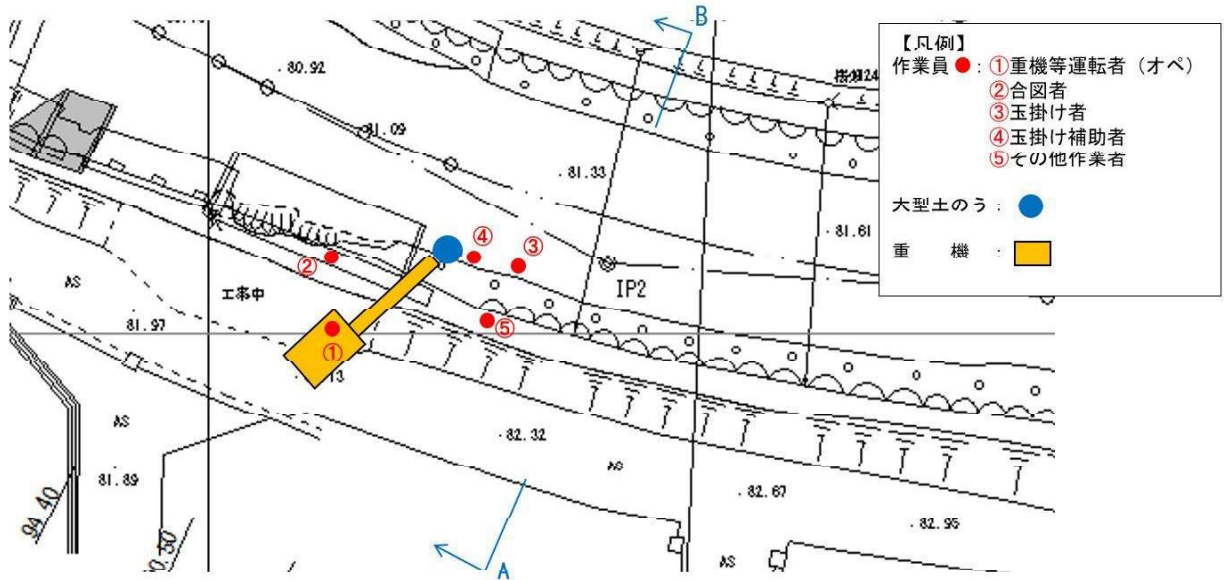 B
80.92
81.09
81.33
81.61
【凡例】
作業員 ● : ①重機等運転者（オペ）
②合図者
③玉掛け者
④玉掛け補助者
⑤その他作業者
大型土のう :
重 機 :
②
④
③
IP2
⑤
①
AS
工事中
81.97
AS
81.89
94.40
82.32
AS
82.67
82.95
AS
A